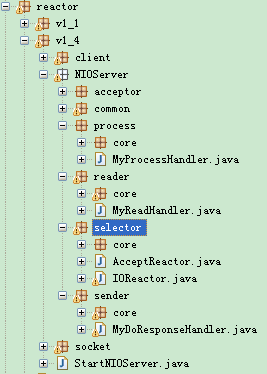 reactor
v1_1
v1_4
client
NIOServer
acceptor
common
process
core
MyProcessHandler.java
reader
core
MyReadHandler.java
selector
core
AcceptReactor.java
IOReactor.java
sender
core
MyDoResponseHandler.java
socket
StartNIOServer.java